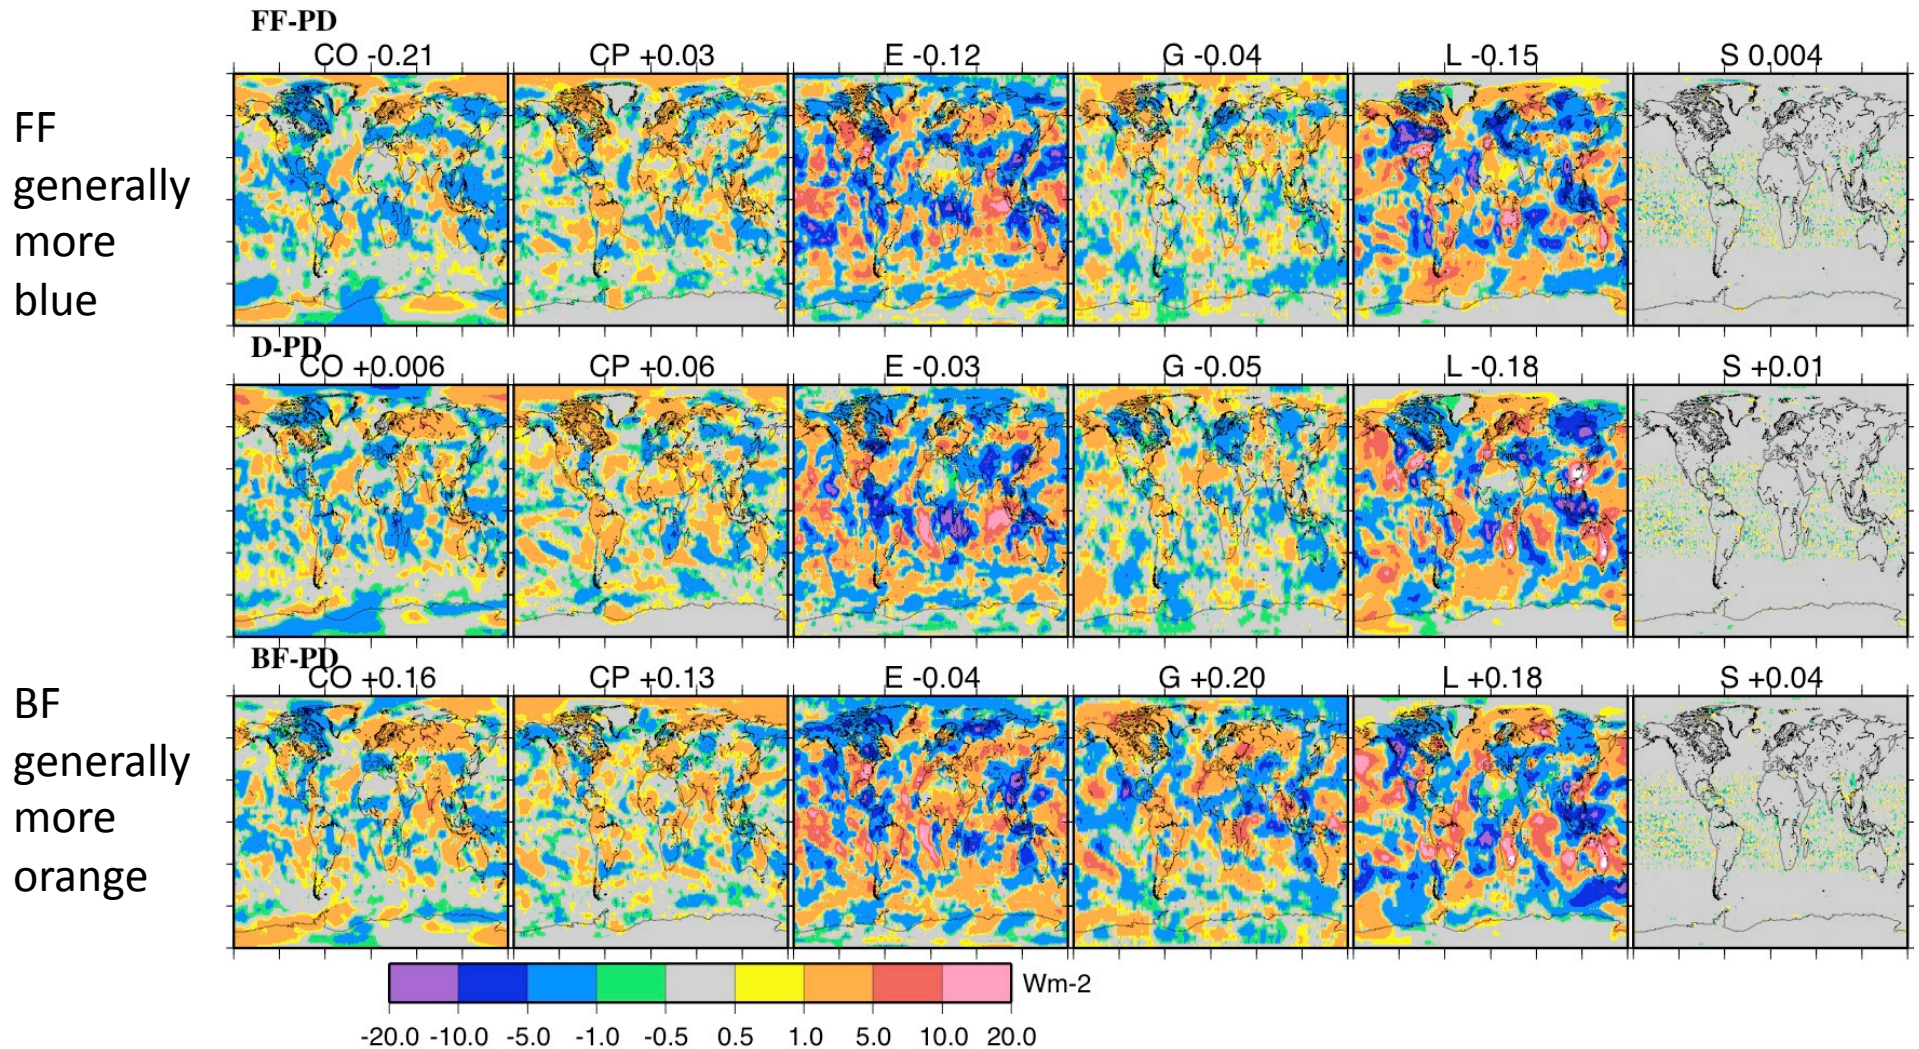 FF-PD
CO -0.21 CP +0.03 E -0.12 G -0.04 L -0.15 S 0.004
FF
generally
more
blue
D-PD
CO +0.006 CP +0.06 E -0.03 G -0.05 L -0.18 S +0.01
BF-PD
CO +0.16 CP +0.13 E -0.04 G +0.20 L +0.18 S +0.04
BF
generally
more
orange
Wm-2
-20.0 -10.0 -5.0 -1.0 -0.5 0.5 1.0 5.0 10.0 20.0